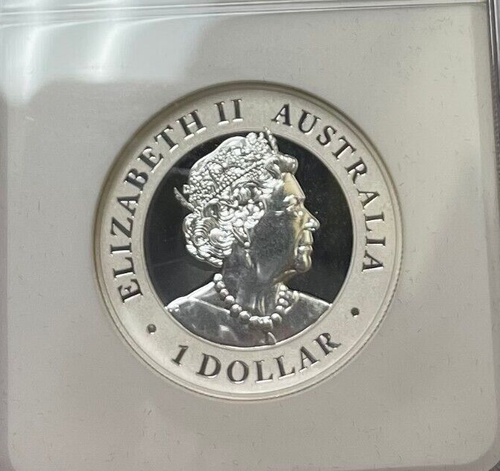 ELIZABETH II AUSTRALIA
• 1 DOLLAR •